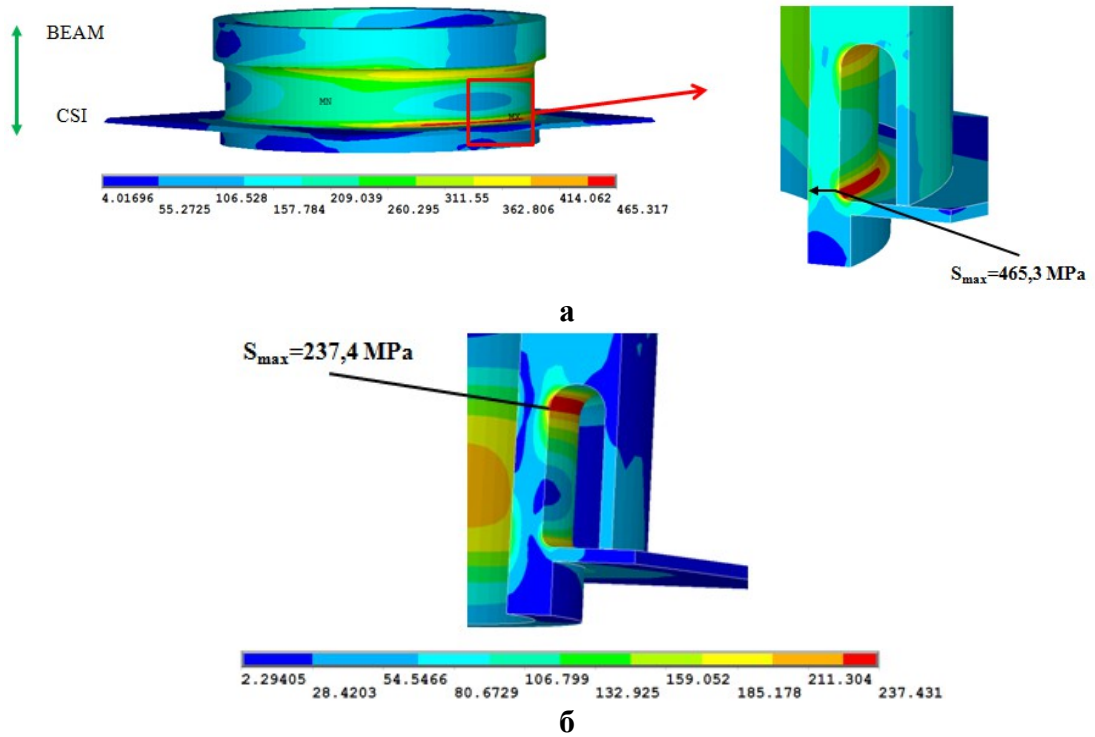 BEAM
CSI
MN
MX
4.01696 106.528 209.039 311.55 414.062
55.2725 157.784 260.295 362.806 465.317
Smax=465,3 MPa
а
Smax=237,4 MPa
2.29405 54.5466 106.799 159.052 211.304
28.4203 80.6729 132.925 185.178 237.431
б